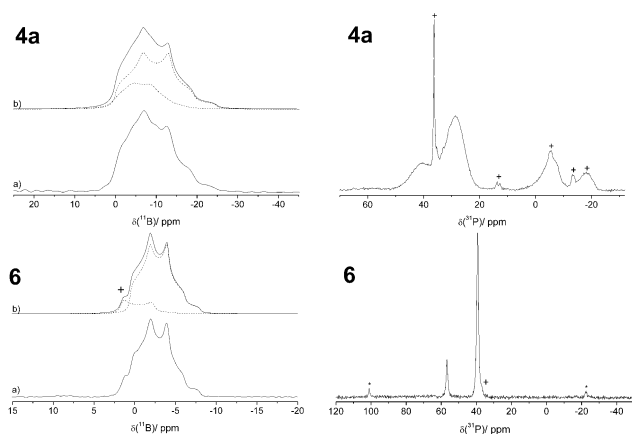 4a
b)
a)
20 10 0 -10 -20 -30 -40
δ(¹¹B)/ ppm
4a
+
+
+
+
+
60 40 20 0 -20
δ(³¹P)/ ppm
6
+
b)
a)
15 10 5 0 -5 -10 -15 -20
δ(¹¹B)/ ppm
6
*
+
*
120 100 80 60 40 20 0 -20 -40
δ(³¹P)/ ppm